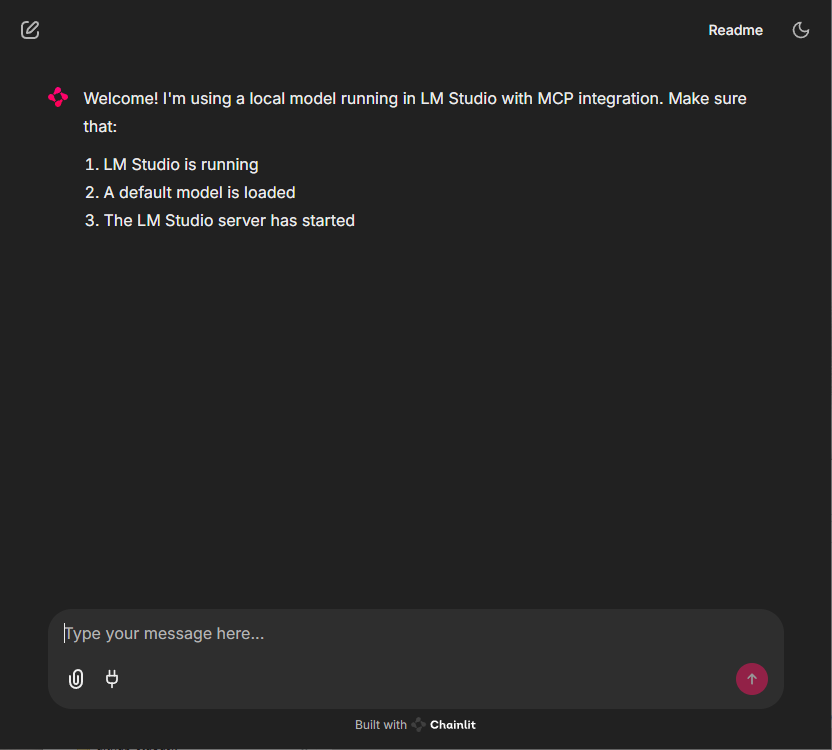 Readme
Welcome! I'm using a local model running in LM Studio with MCP integration. Make sure
that:
1. LM Studio is running
2. A default model is loaded
3. The LM Studio server has started
Type your message here...
Built with Chainlit